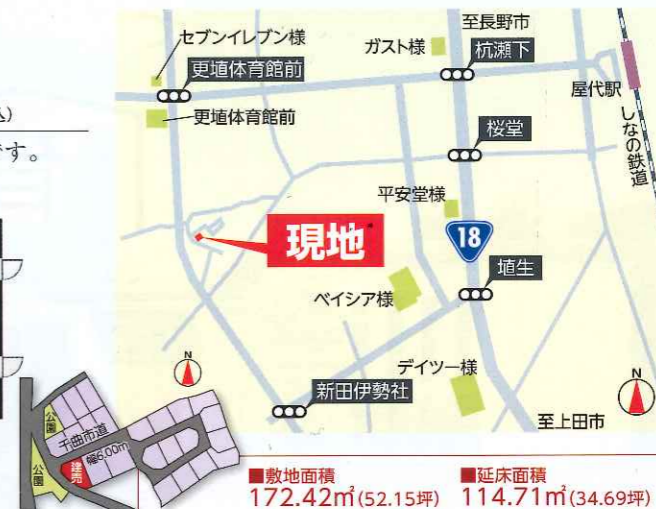 至長野市
セブンイレブン様
ガスト様
杭瀬下
更埴体育館前
屋代駅
込)
更埴体育館前
しなの鉄道
す。
桜堂
平安堂様
現地
18
埴生
ベイシア様
N
デイツー様
新田伊勢社
N
至上田市
公園
千曲市道
幅6.00m
建売
公園
■敷地面積 ■延床面積
172.42㎡(52.15坪) 114.71㎡(34.69坪)